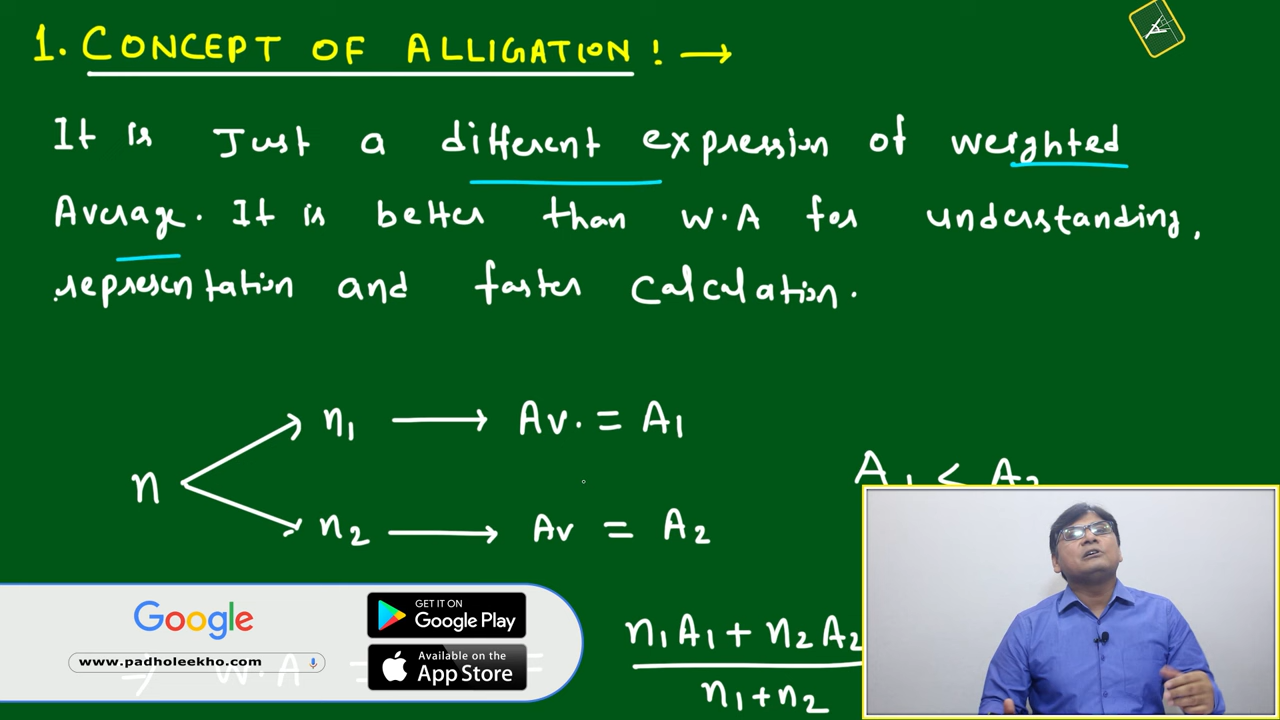 1. CONCEPT OF ALLIGATION! →
It is Just a different expression of weighted
Average. It is better than W.A for understanding,
representation and faster Calculation.
n
n1 → Av. = A1
n2 → Av = A2
A1 < A2
⇒ W.A = =
n1A1 + n2A2
n1+n2
Google
www.padholeekho.com
GET IT ON
Google Play
Available on the
App Store